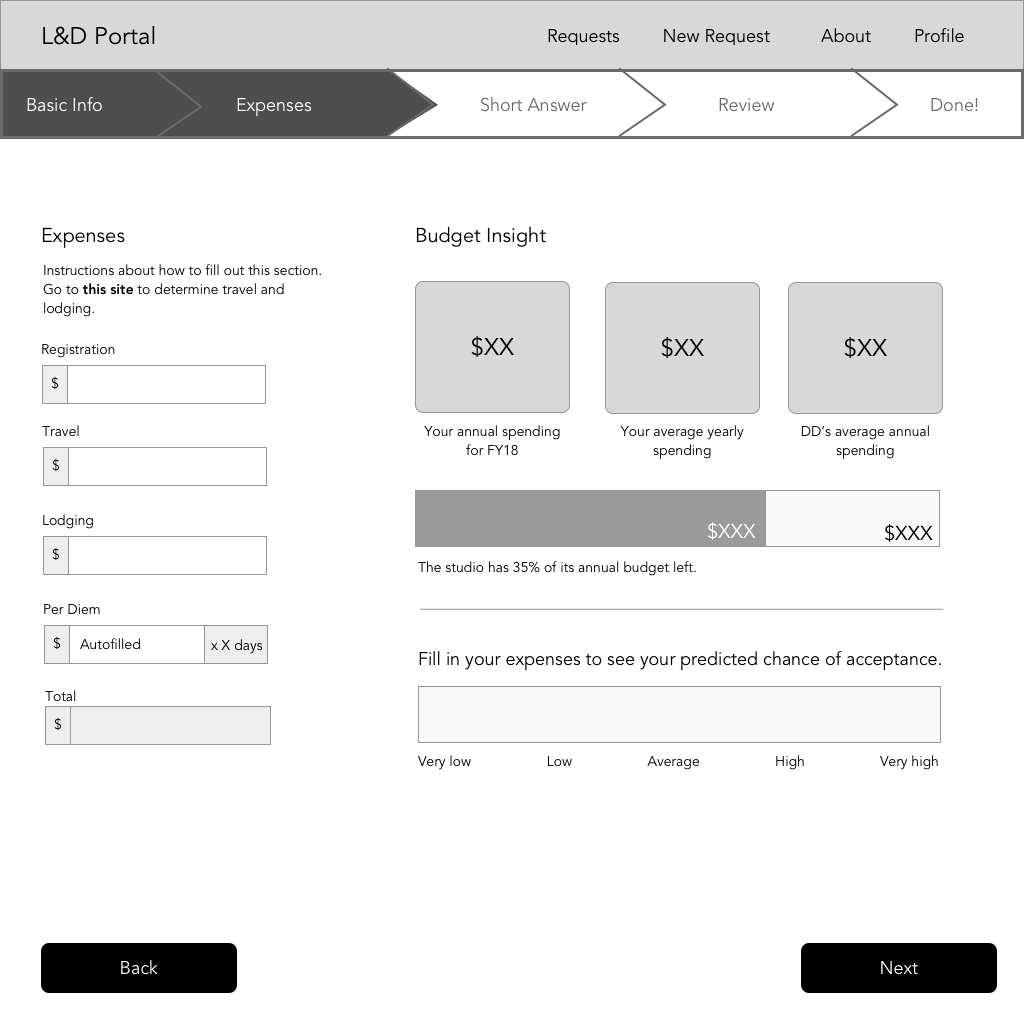 L&D Portal
Requests
New Request
About
Profile
Basic Info
Expenses
Short Answer
Review
Done!
Expenses
Instructions about how to fill out this section.
Go to this site to determine travel and
lodging.
Registration
$
Travel
$
Lodging
$
Per Diem
$ Autofilled x X days
Total
$
Budget Insight
$XX
Your annual spending
for FY18
$XX
Your average yearly
spending
$XX
DD’s average annual
spending
$XXX
$XXX
The studio has 35% of its annual budget left.
Fill in your expenses to see your predicted chance of acceptance.
Very low
Low
Average
High
Very high
Back
Next